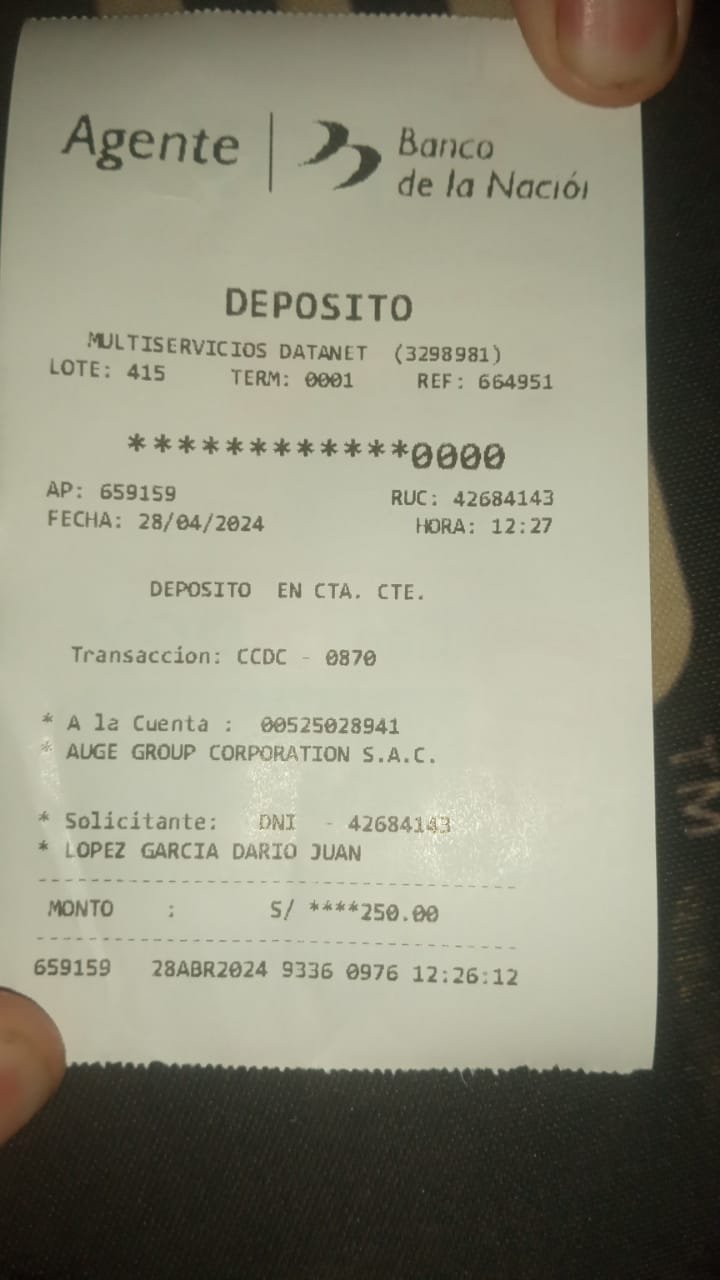 Agente
Banco
de la Nación
DEPOSITO
MULTISERVICIOS DATANET (3298981)
LOTE: 415 TERM: 0001 REF: 664951
************0000
AP: 659159 RUC: 42684143
FECHA: 28/04/2024 HORA: 12:27
DEPOSITO EN CTA. CTE.
Transaccion: CCDC - 0870
* A la Cuenta : 00525028941
* AUGE GROUP CORPORATION S.A.C.
* Solicitante: DNI - 42684143
* LOPEZ GARCIA DARIO JUAN
MONTO : S/ ****250.00
659159 28ABR2024 9336 0976 12:26:12
TM